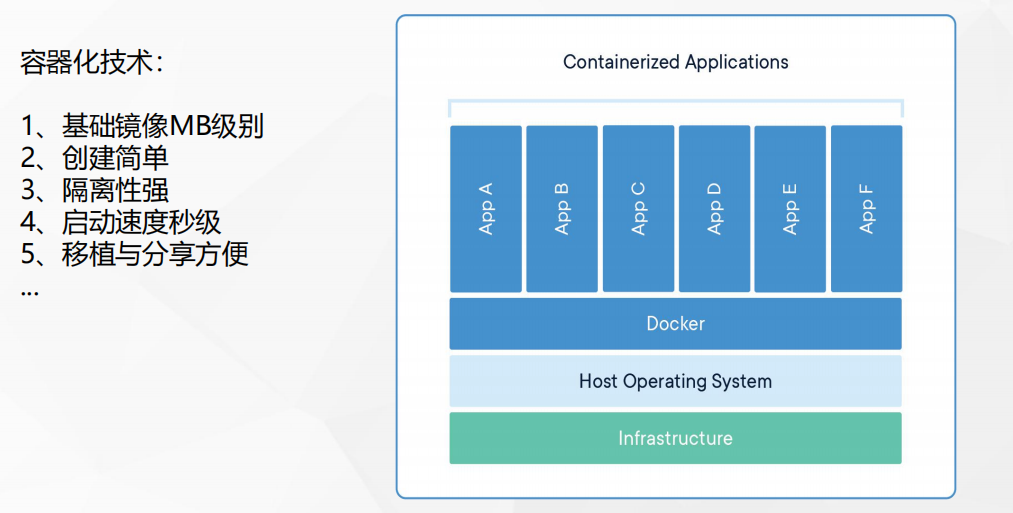 容器化技术：
1、基础镜像MB级别
2、创建简单
3、隔离性强
4、启动速度秒级
5、移植与分享方便
...
Containerized Applications
App A
App B
App C
App D
App E
App F
Docker
Host Operating System
Infrastructure